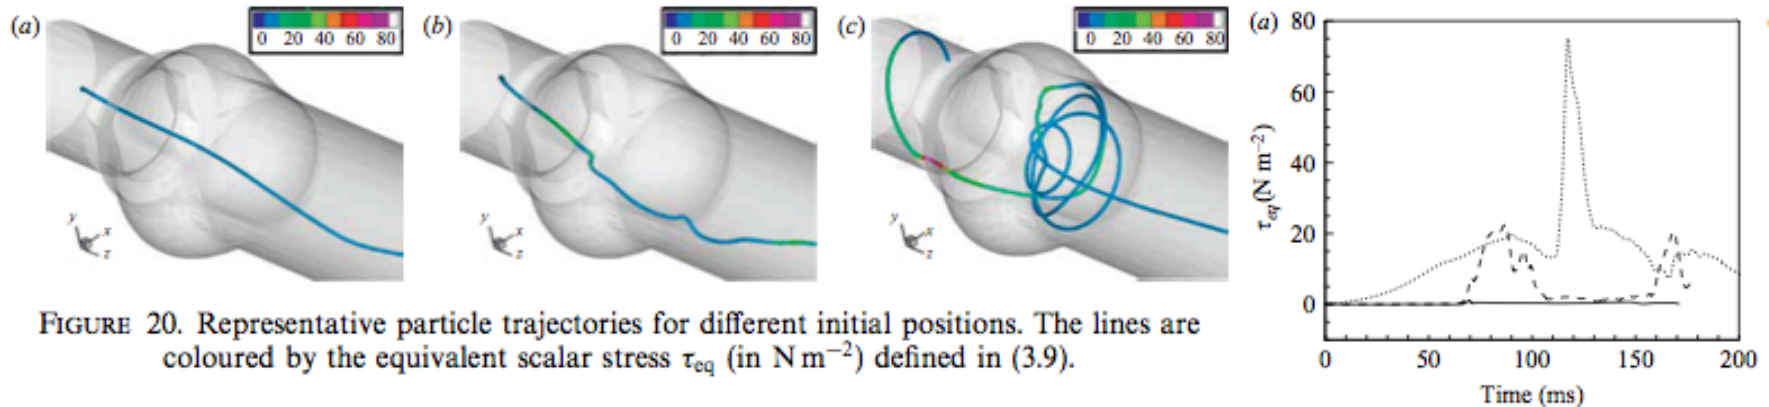 (a)
0 20 40 60 80
y
x
z
(b)
0 20 40 60 80
y
x
z
(c)
0 20 40 60 80
y
x
z
FIGURE 20. Representative particle trajectories for different initial positions. The lines are
coloured by the equivalent scalar stress τeq (in N m−2) defined in (3.9).
(a)
80
60
40
20
0
τeq(N m−2)
0 50 100 150 200
Time (ms)